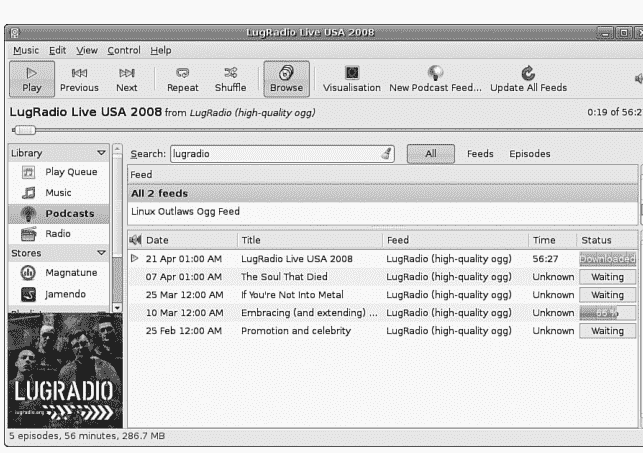 LugRadio Live USA 2008
Music Edit View Control Help
Play Previous Next Repeat Shuffle Browse Visualisation New Podcast Feed... Update All Feeds
LugRadio Live USA 2008 from LugRadio (high-quality ogg) 0:19 of 56:2
Library
Play Queue
Music
Podcasts
Radio
Stores
Magnatune
Jamendo
Search: lugradio All Feeds Episodes
Feed
All 2 feeds
Linux Outlaws Ogg Feed
Date Title Feed Time Status
21 Apr 01:00 AM LugRadio Live USA 2008 LugRadio (high-quality ogg) 56:27 Downloaded
07 Apr 01:00 AM The Soul That Died LugRadio (high-quality ogg) Unknown Waiting
25 Mar 12:00 AM If You're Not Into Metal LugRadio (high-quality ogg) Unknown Waiting
10 Mar 12:00 AM Embracing (and extending) ... LugRadio (high-quality ogg) Unknown
25 Feb 12:00 AM Promotion and celebrity LugRadio (high-quality ogg) Unknown Waiting
LUGRADIO
lugradio.org
5 episodes, 56 minutes, 286.7 MB